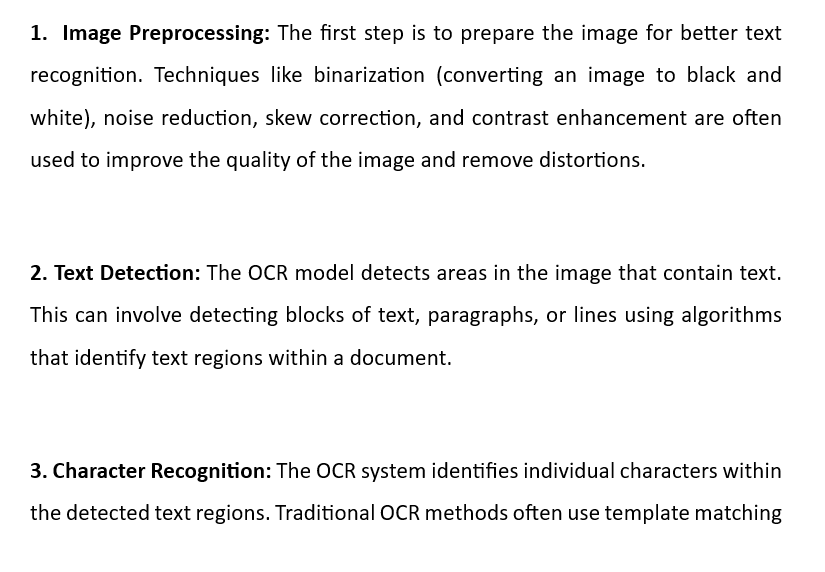 1. Image Preprocessing: The first step is to prepare the image for better text
recognition. Techniques like binarization (converting an image to black and
white), noise reduction, skew correction, and contrast enhancement are often
used to improve the quality of the image and remove distortions.
2. Text Detection: The OCR model detects areas in the image that contain text.
This can involve detecting blocks of text, paragraphs, or lines using algorithms
that identify text regions within a document.
3. Character Recognition: The OCR system identifies individual characters within
the detected text regions. Traditional OCR methods often use template matching